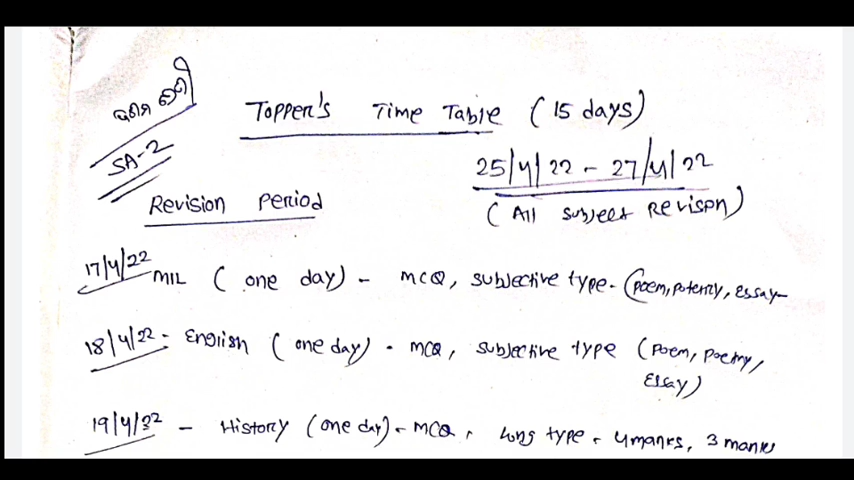 ଦଶମ ଶ୍ରେଣୀ
SA-2
Topper's Time Table (15 days)
25/4/22 - 27/4/22
(All subject Revison)
Revision Period
17/4/22 MIL (one day) - MCQ, subjective type - (poem, Essay
18/4/22 - English (one day) - MCQ, subjective type (poem, poetry,
Essay)
19/4/22 - History (one day) - MCQ, long type - 4marks, 3 marks